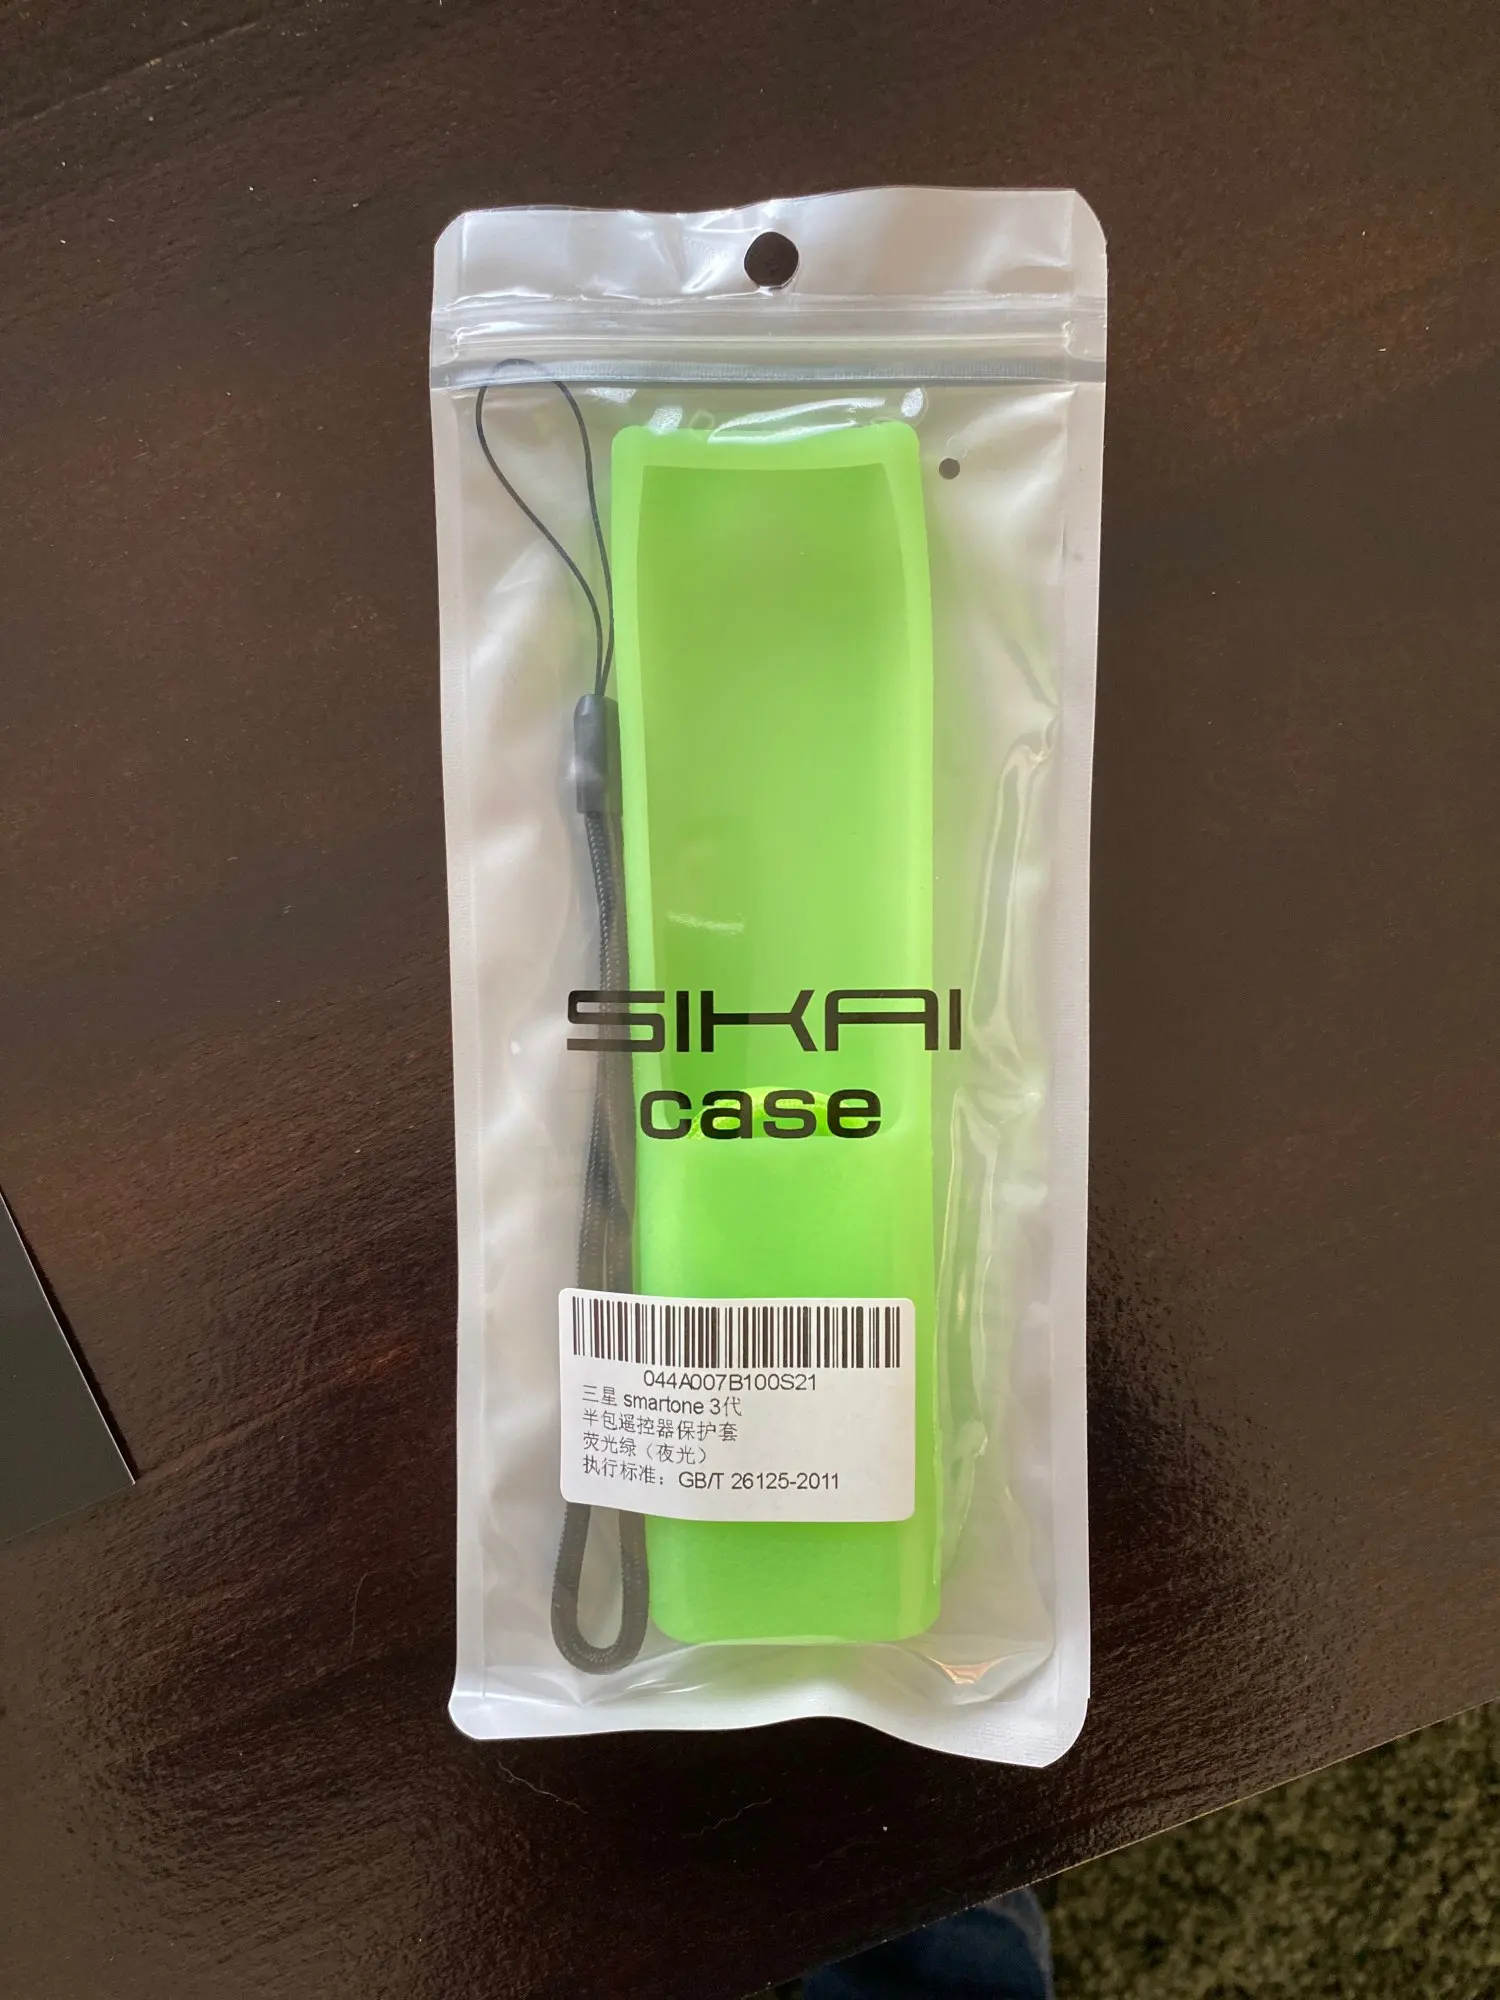 SIKAI
case
044A007B100S21
三星 smartone 3代
半包遥控器保护套
荧光绿（夜光）
执行标准：GB/T 26125-2011